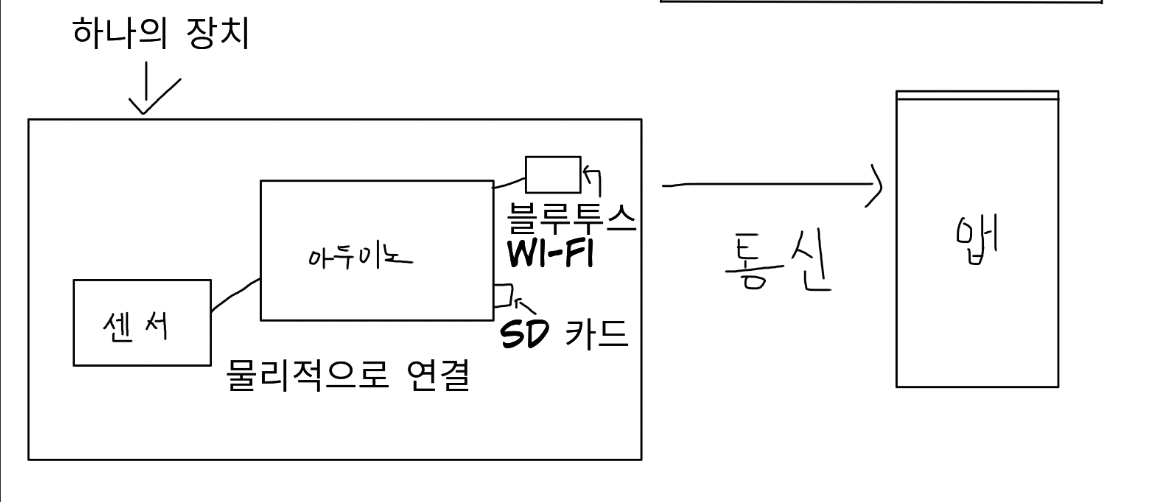 하나의 장치
블루투스
WI-FI
아두이노
앱
통신
센서
SD 카드
물리적으로 연결